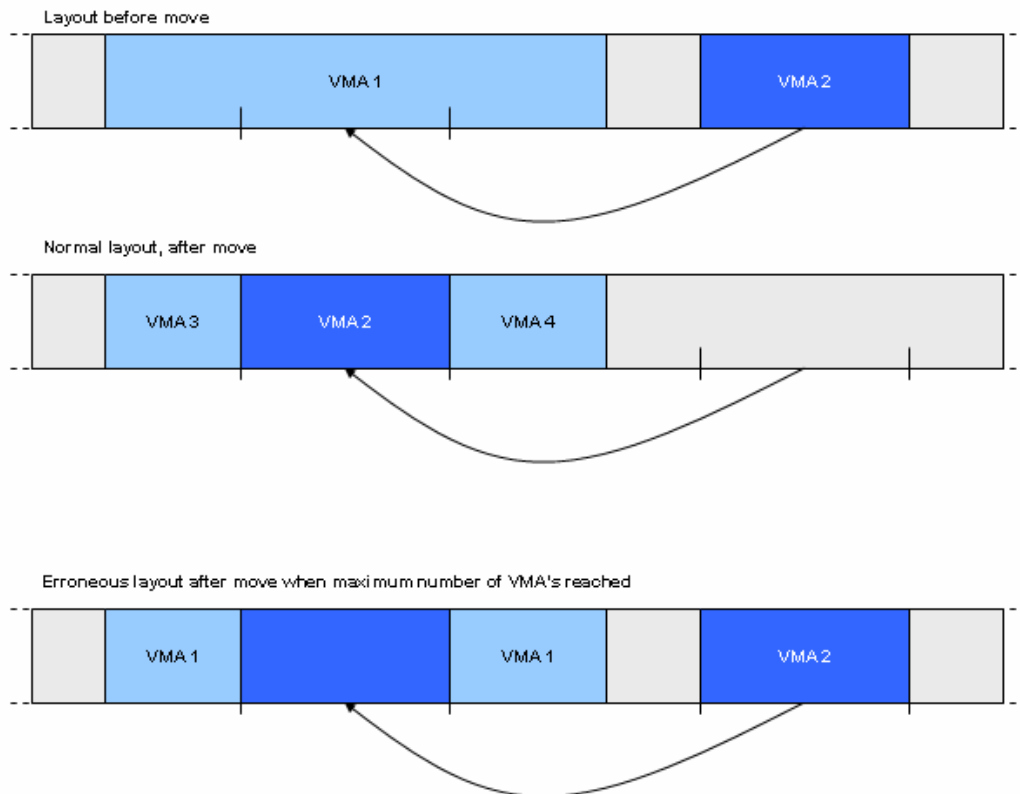 Layout before move
VMA 1
VMA 2
Normal layout, after move
VMA 3
VMA 2
VMA 4
Erroneous layout after move when maximum number of VMA's reached
VMA 1
VMA 1
VMA 2